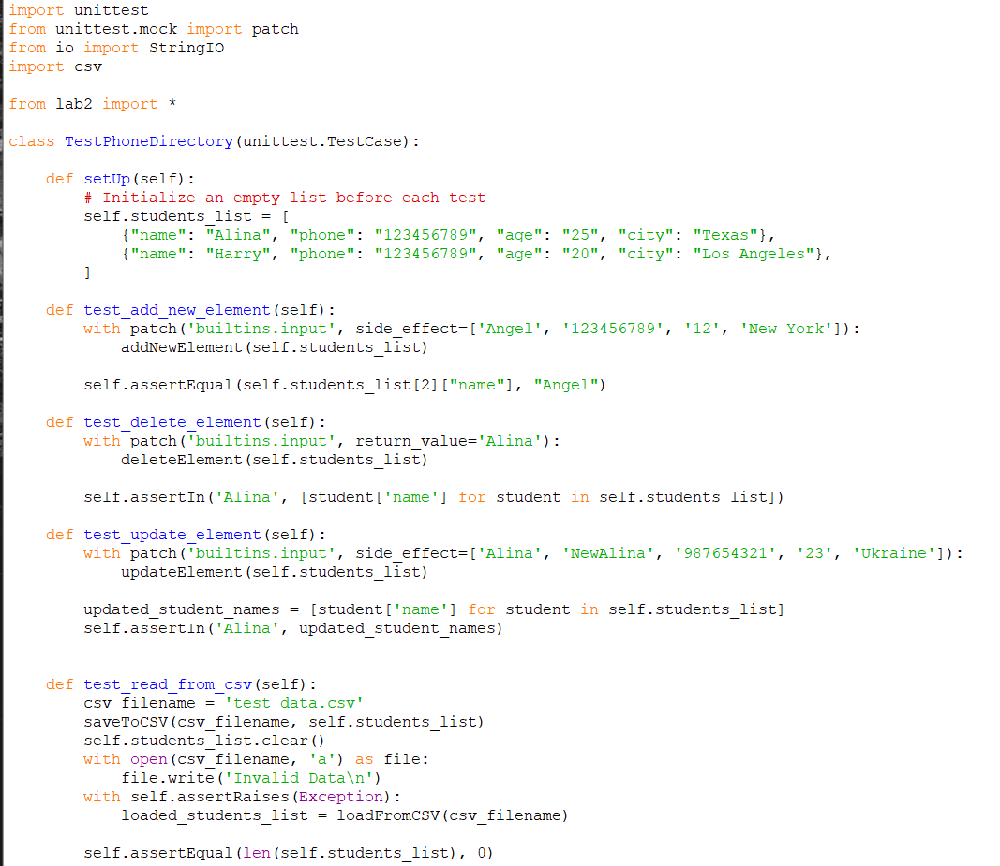 import unittest
from unittest.mock import patch
from io import StringIO
import csv

from lab2 import *

class TestPhoneDirectory(unittest.TestCase):

    def setUp(self):
        # Initialize an empty list before each test
        self.students_list = [
            {"name": "Alina", "phone": "123456789", "age": "25", "city": "Texas"},
            {"name": "Harry", "phone": "123456789", "age": "20", "city": "Los Angeles"},
        ]

    def test_add_new_element(self):
        with patch('builtins.input', side_effect=['Angel', '123456789', '12', 'New York']):
            addNewElement(self.students_list)

        self.assertEqual(self.students_list[2]["name"], "Angel")

    def test_delete_element(self):
        with patch('builtins.input', return_value='Alina'):
            deleteElement(self.students_list)

        self.assertIn('Alina', [student['name'] for student in self.students_list])

    def test_update_element(self):
        with patch('builtins.input', side_effect=['Alina', 'NewAlina', '987654321', '23', 'Ukraine']):
            updateElement(self.students_list)

        updated_student_names = [student['name'] for student in self.students_list]
        self.assertIn('Alina', updated_student_names)


    def test_read_from_csv(self):
        csv_filename = 'test_data.csv'
        saveToCSV(csv_filename, self.students_list)
        self.students_list.clear()
        with open(csv_filename, 'a') as file:
            file.write('Invalid Data\n')
        with self.assertRaises(Exception):
            loaded_students_list = loadFromCSV(csv_filename)

        self.assertEqual(len(self.students_list), 0)